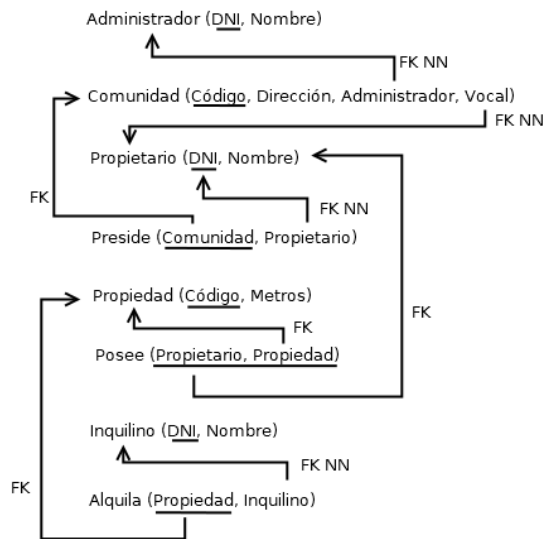 Administrador (DNI, Nombre)
FK NN
Comunidad (Código, Dirección, Administrador, Vocal)
FK NN
Propietario (DNI, Nombre)
FK
FK NN
Preside (Comunidad, Propietario)
Propiedad (Código, Metros)
FK
FK
Posee (Propietario, Propiedad)
Inquilino (DNI, Nombre)
FK NN
FK
Alquila (Propiedad, Inquilino)